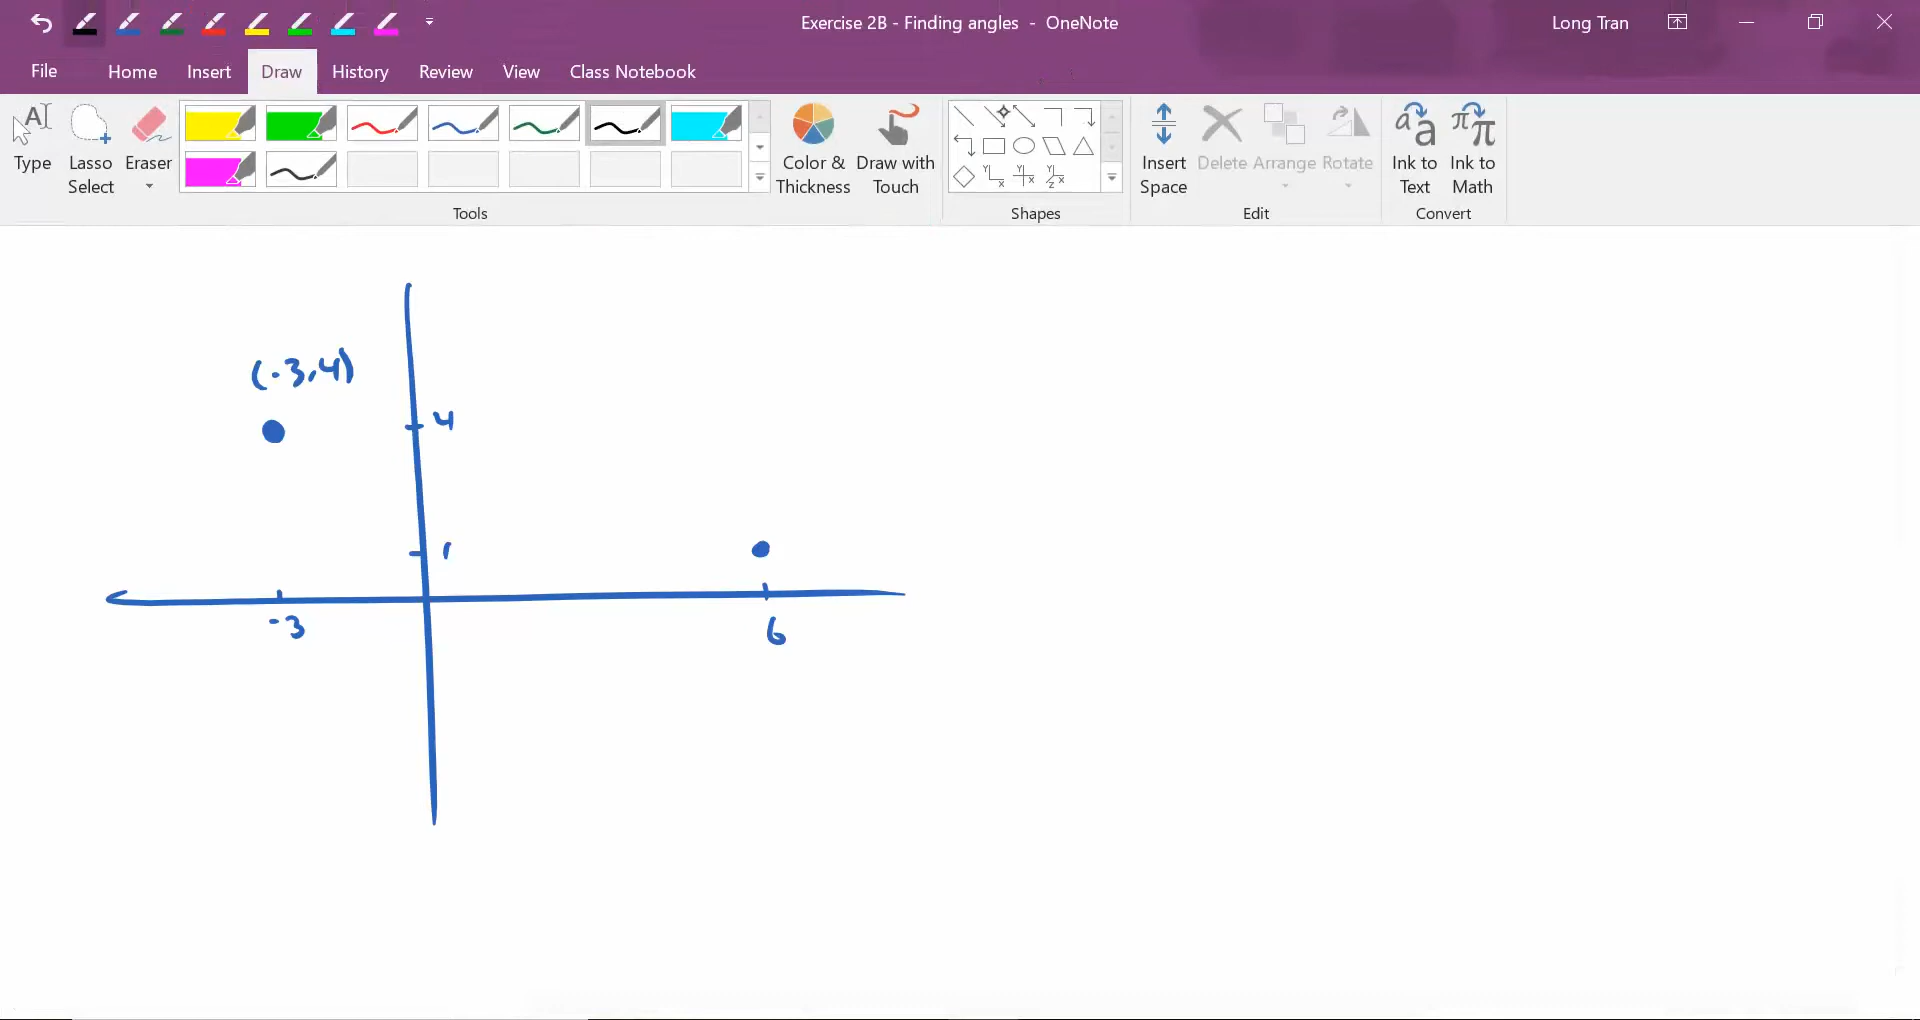 Exercise 2B - Finding angles - OneNote
Long Tran
File Home Insert Draw History Review View Class Notebook
Type
Lasso Select
Eraser
Color & Thickness
Draw with Touch
Insert Space
Delete
Arrange
Rotate
Ink to Text
Ink to Math
Tools
Shapes
Edit
Convert
(-3,4)
4
1
-3
6